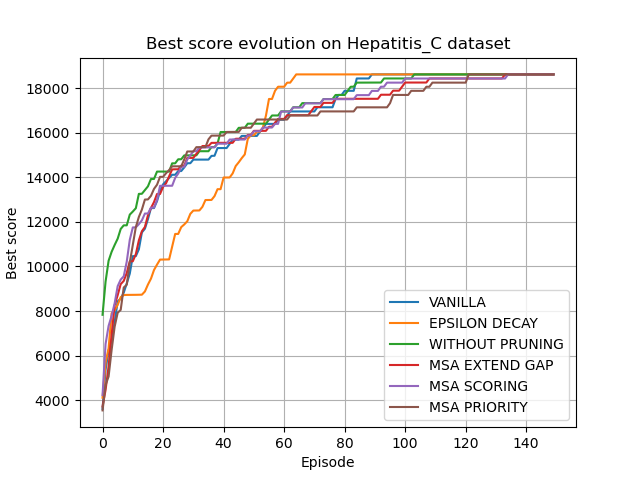 Best score evolution on Hepatitis_C dataset
Best score
18000
16000
14000
12000
10000
8000
6000
4000
VANILLA
EPSILON DECAY
WITHOUT PRUNING
MSA EXTEND GAP
MSA SCORING
MSA PRIORITY
0 20 40 60 80 100 120 140
Episode